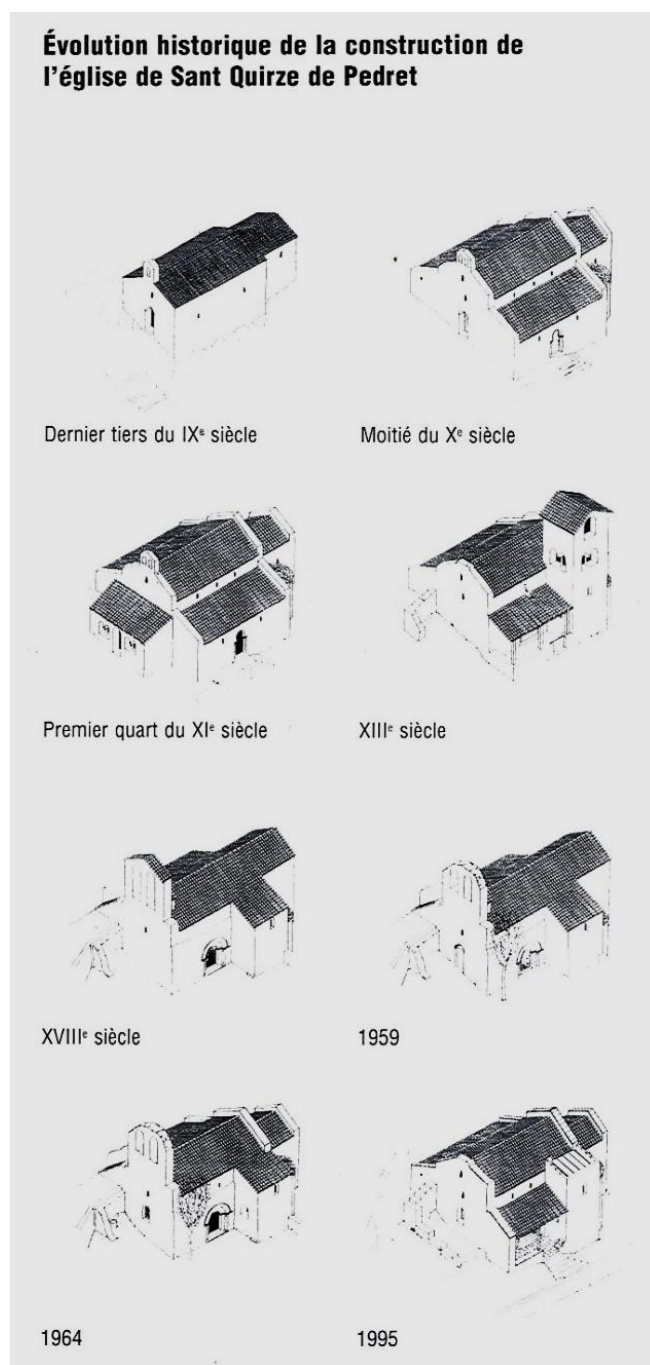 Évolution historique de la construction de
l'église de Sant Quirze de Pedret
Dernier tiers du IXᵉ siècle
Moitié du Xᵉ siècle
Premier quart du XIᵉ siècle
XIIIᵉ siècle
XVIIIᵉ siècle
1959
1964
1995